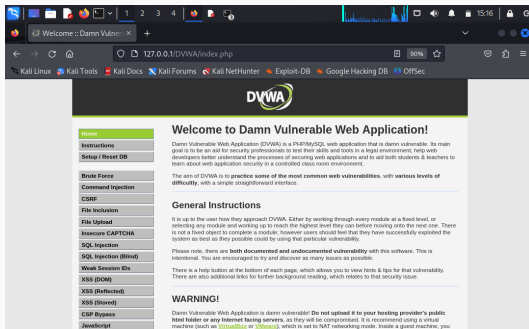 1 2 3 4
15:16
Welcome :: Damn Vulnera
127.0.0.1/DVWA/index.php
90%
Kali Linux Kali Tools Kali Docs Kali Forums Kali NetHunter Exploit-DB Google Hacking DB OffSec
DVWA
Home
Instructions
Setup / Reset DB
Brute Force
Command Injection
CSRF
File Inclusion
File Upload
Insecure CAPTCHA
SQL Injection
SQL Injection (Blind)
Weak Session IDs
XSS (DOM)
XSS (Reflected)
XSS (Stored)
CSP Bypass
JavaScript
Welcome to Damn Vulnerable Web Application!
Damn Vulnerable Web Application (DVWA) is a PHP/MySQL web application that is damn vulnerable. Its main
goal is to be an aid for security professionals to test their skills and tools in a legal environment, help web
developers better understand the processes of securing web applications and to aid both students & teachers to
learn about web application security in a controlled class room environment.
The aim of DVWA is to practice some of the most common web vulnerabilities, with various levels of
difficultly, with a simple straightforward interface.
General Instructions
It is up to the user how they approach DVWA. Either by working through every module at a fixed level, or
selecting any module and working up to reach the highest level they can before moving onto the next one. There
is not a fixed object to complete a module; however users should feel that they have successfully exploited the
system as best as they possible could by using that particular vulnerability.
Please note, there are both documented and undocumented vulnerability with this software. This is
intentional. You are encouraged to try and discover as many issues as possible.
There is a help button at the bottom of each page, which allows you to view hints & tips for that vulnerability.
There are also additional links for further background reading, which relates to that security issue.
WARNING!
Damn Vulnerable Web Application is damn vulnerable! Do not upload it to your hosting provider's public
html folder or any Internet facing servers, as they will be compromised. It is recommend using a virtual
machine (such as VirtualBox or VMware), which is set to NAT networking mode. Inside a guest machine, you